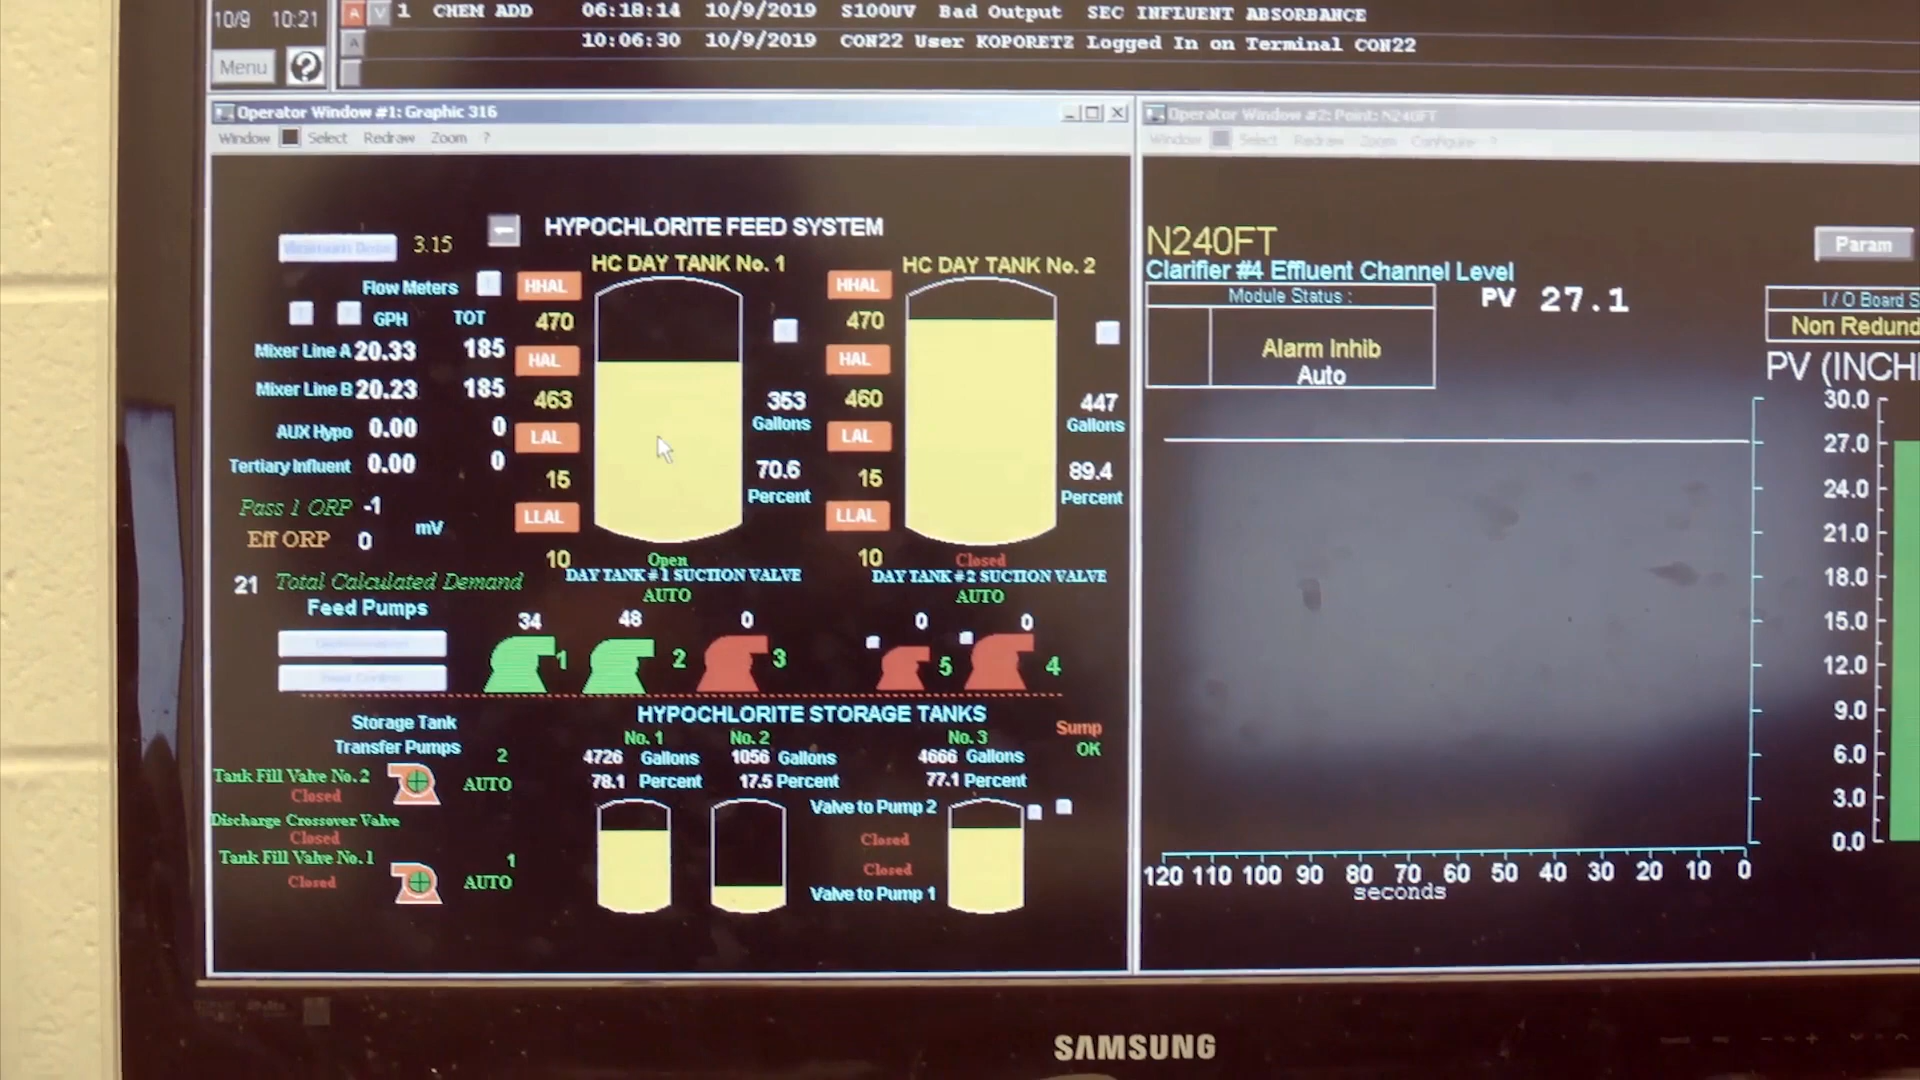 10/9 10:21
A V 1 CHEM ADD 06:18:14 10/9/2019 S100UV Bad Output SEC INFLUENT ABSORBANCE
A 10:06:30 10/9/2019 CON22 User KOPORETZ Logged In on Terminal CON22
Menu ?
Operator Window #1: Graphic 316
Window Select Redraw Zoom ?
HYPOCHLORITE FEED SYSTEM
3.15
HC DAY TANK No. 1
HC DAY TANK No. 2
Flow Meters
GPH TOT
Mixer Line A 20.33 185
Mixer Line B 20.23 185
AUX Hypo 0.00 0
Tertiary Influent 0.00 0
Pass 1 ORP -1
mV
Eff ORP 0
21 Total Calculated Demand
HHAL
470
HAL
463
LAL
15
LLAL
10
353
Gallons
70.6
Percent
Open
DAY TANK #1 SUCTION VALVE
AUTO
HHAL
470
HAL
460
LAL
15
LLAL
10
447
Gallons
89.4
Percent
Closed
DAY TANK #2 SUCTION VALVE
AUTO
Feed Pumps
34 48 0 0 0
1 2 3 5 4
HYPOCHLORITE STORAGE TANKS
No. 1 No. 2 No. 3
4726 Gallons 1056 Gallons 4666 Gallons
78.1 Percent 17.5 Percent 77.1 Percent
Sump
OK
Storage Tank
Transfer Pumps
2
Tank Fill Valve No. 2
Closed
AUTO
Discharge Crossover Valve
Closed
Tank Fill Valve No. 1
Closed
1
AUTO
Valve to Pump 2
Closed
Closed
Valve to Pump 1
Operator Window #2: Point: N240FT
Window Select Redraw Zoom Configure ?
N240FT
Param
Clarifier #4 Effluent Channel Level
Module Status :
PV 27.1
Alarm Inhib
Auto
I / O Board S
Non Redund
PV (INCH
30.0
27.0
24.0
21.0
18.0
15.0
12.0
9.0
6.0
3.0
0.0
120 110 100 90 80 70 60 50 40 30 20 10 0
seconds
SAMSUNG